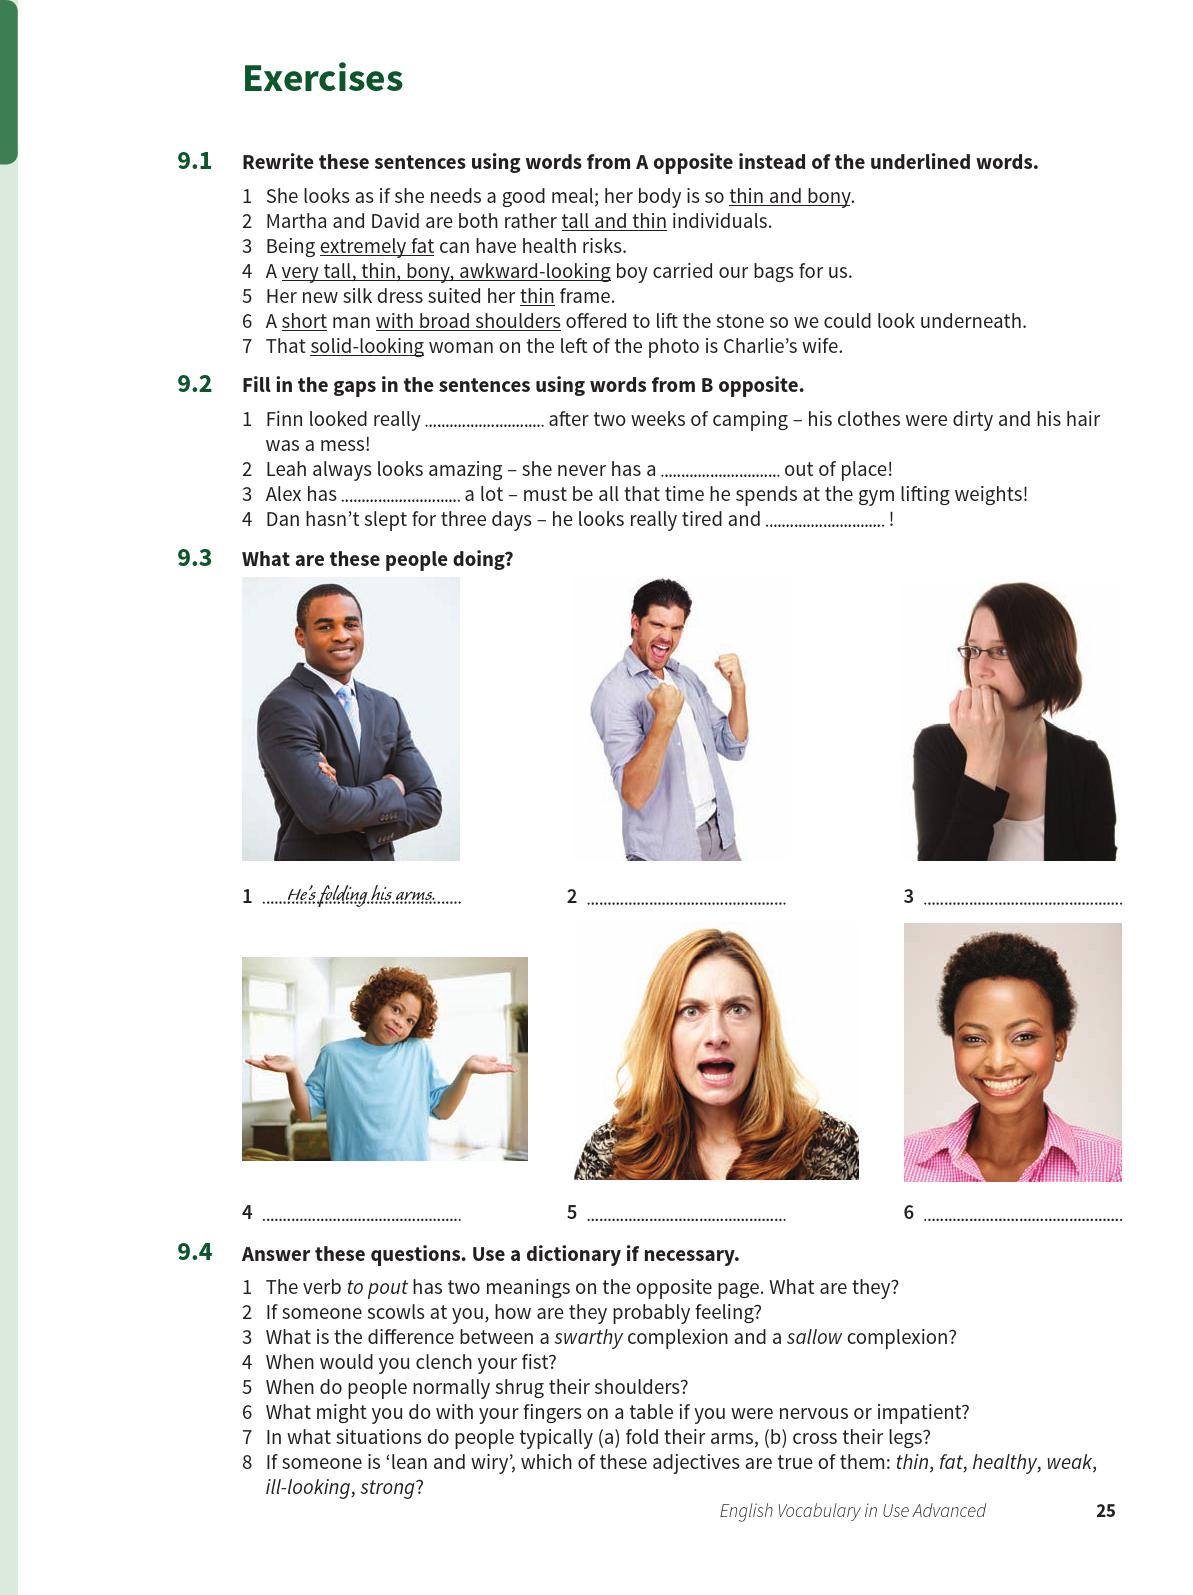 Exercises
9.1 Rewrite these sentences using words from A opposite instead of the underlined words.
1 She looks as if she needs a good meal; her body is so thin and bony.
2 Martha and David are both rather tall and thin individuals.
3 Being extremely fat can have health risks.
4 A very tall, thin, bony, awkward-looking boy carried our bags for us.
5 Her new silk dress suited her thin frame.
6 A short man with broad shoulders offered to lift the stone so we could look underneath.
7 That solid-looking woman on the left of the photo is Charlie’s wife.
9.2 Fill in the gaps in the sentences using words from B opposite.
1 Finn looked really ............................. after two weeks of camping – his clothes were dirty and his hair
was a mess!
2 Leah always looks amazing – she never has a ............................. out of place!
3 Alex has ............................. a lot – must be all that time he spends at the gym lifting weights!
4 Dan hasn’t slept for three days – he looks really tired and ............................. !
9.3 What are these people doing?
1 He’s folding his arms.
2 ................................................
3 ................................................
4 ................................................
5 ................................................
6 ................................................
9.4 Answer these questions. Use a dictionary if necessary.
1 The verb to pout has two meanings on the opposite page. What are they?
2 If someone scowls at you, how are they probably feeling?
3 What is the difference between a swarthy complexion and a sallow complexion?
4 When would you clench your fist?
5 When do people normally shrug their shoulders?
6 What might you do with your fingers on a table if you were nervous or impatient?
7 In what situations do people typically (a) fold their arms, (b) cross their legs?
8 If someone is ‘lean and wiry’, which of these adjectives are true of them: thin, fat, healthy, weak,
ill-looking, strong?
English Vocabulary in Use Advanced 25